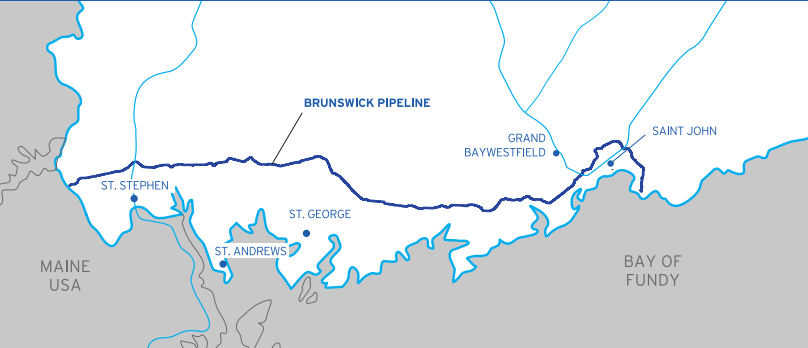 BRUNSWICK PIPELINE
SAINT JOHN
GRAND
BAYWESTFIELD
ST. STEPHEN
ST. GEORGE
ST. ANDREWS
MAINE
USA
BAY OF
FUNDY